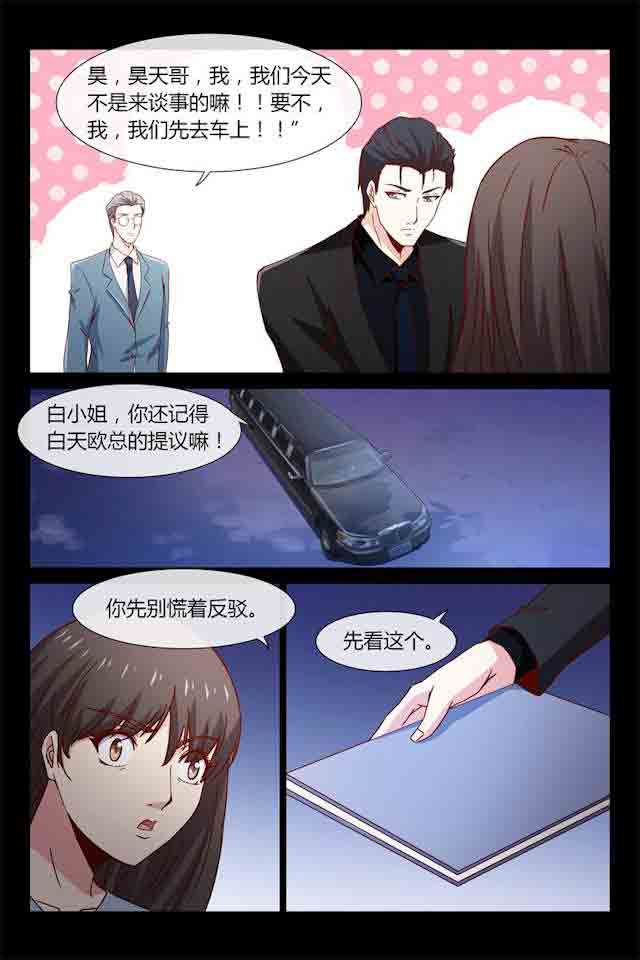 昊，昊天哥，我，我们今天
不是来谈事的嘛！！要不，
我，我们先去车上！！”
白小姐，你还记得
白天欧总的提议嘛！
你先别慌着反驳。
先看这个。